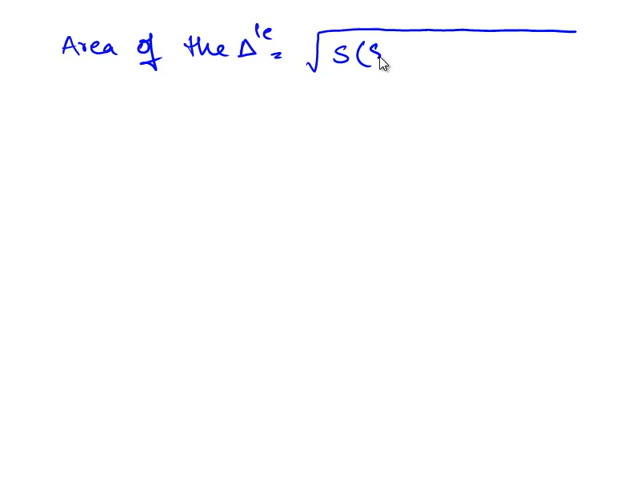 Area of the Δle = √S(S